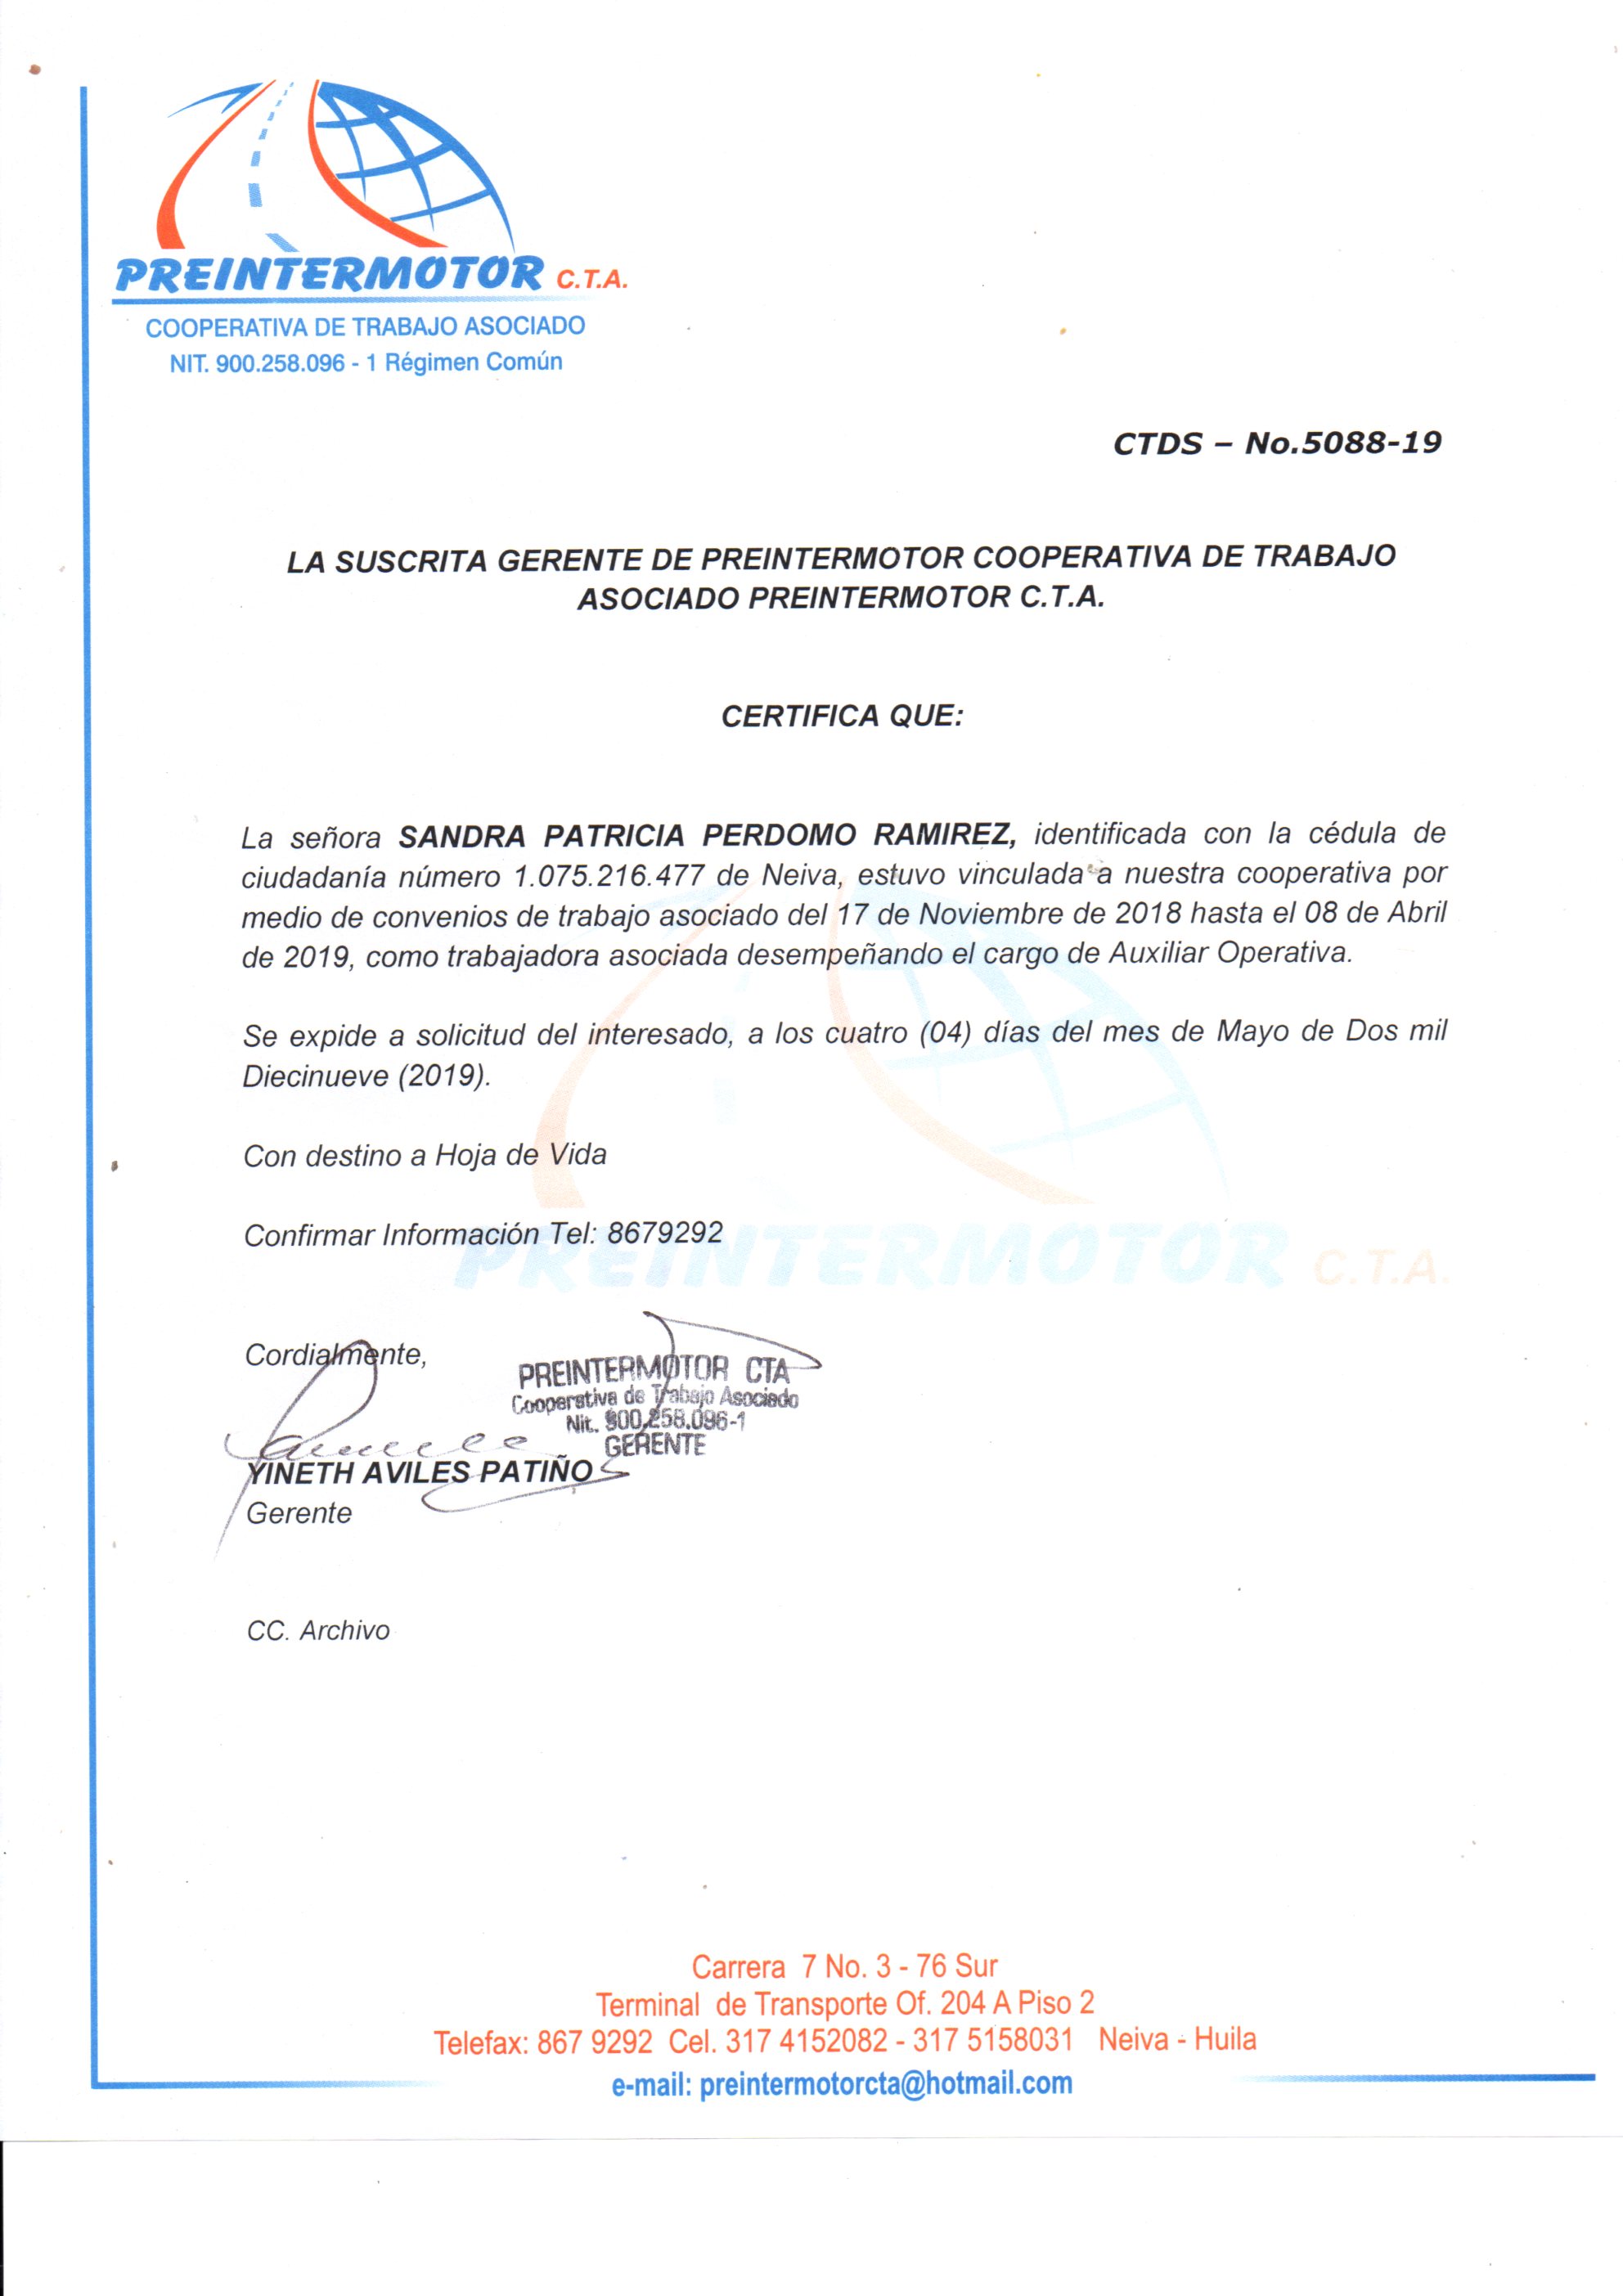 PREINTERMOTOR C.T.A.
COOPERATIVA DE TRABAJO ASOCIADO
NIT. 900.258.096 - 1 Régimen Común
CTDS – No.5088-19
LA SUSCRITA GERENTE DE PREINTERMOTOR COOPERATIVA DE TRABAJO
ASOCIADO PREINTERMOTOR C.T.A.
CERTIFICA QUE:
La señora SANDRA PATRICIA PERDOMO RAMIREZ, identificada con la cédula de
ciudadanía número 1.075.216.477 de Neiva, estuvo vinculada a nuestra cooperativa por
medio de convenios de trabajo asociado del 17 de Noviembre de 2018 hasta el 08 de Abril
de 2019, como trabajadora asociada desempeñando el cargo de Auxiliar Operativa.
Se expide a solicitud del interesado, a los cuatro (04) días del mes de Mayo de Dos mil
Diecinueve (2019).
Con destino a Hoja de Vida
Confirmar Información Tel: 8679292
PREINTERMOTOR C.T.A.
Cordialmente,
PREINTERMOTOR CTA
Cooperativa de Trabajo Asociado
Nit. 900.258.096-1
GERENTE
YINETH AVILES PATIÑO
Gerente
CC. Archivo
Carrera 7 No. 3 - 76 Sur
Terminal de Transporte Of. 204 A Piso 2
Telefax: 867 9292 Cel. 317 4152082 - 317 5158031 Neiva - Huila
e-mail: preintermotorcta@hotmail.com